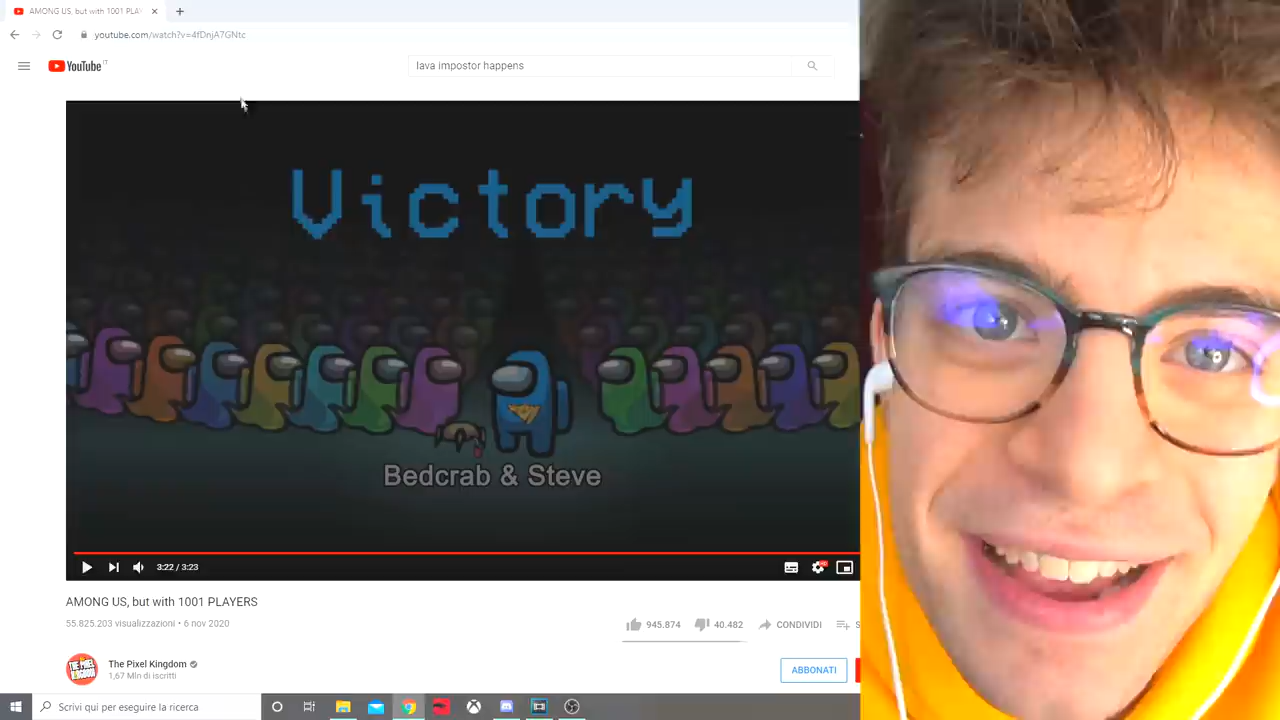 AMONG US, but with 1001 PLAY
youtube.com/watch?v=4fDnjA7GNtc
YouTube IT
lava impostor happens
Victory
Bedcrab & Steve
3:22 / 3:23
AMONG US, but with 1001 PLAYERS
55.825.203 visualizzazioni • 6 nov 2020
945.874
40.482
CONDIVIDI
S
The Pixel Kingdom
1,67 Mln di iscritti
ABBONATI
Scrivi qui per eseguire la ricerca